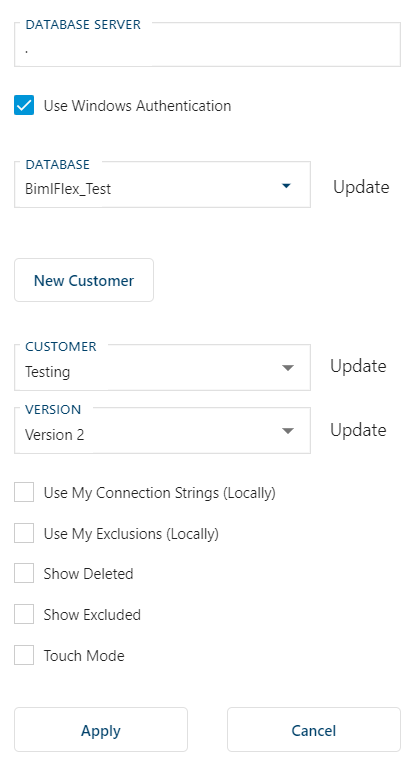 DATABASE SERVER
.
Use Windows Authentication
DATABASE
BimlFlex_Test
Update
New Customer
CUSTOMER
Testing
Update
VERSION
Version 2
Update
Use My Connection Strings (Locally)
Use My Exclusions (Locally)
Show Deleted
Show Excluded
Touch Mode
Apply
Cancel